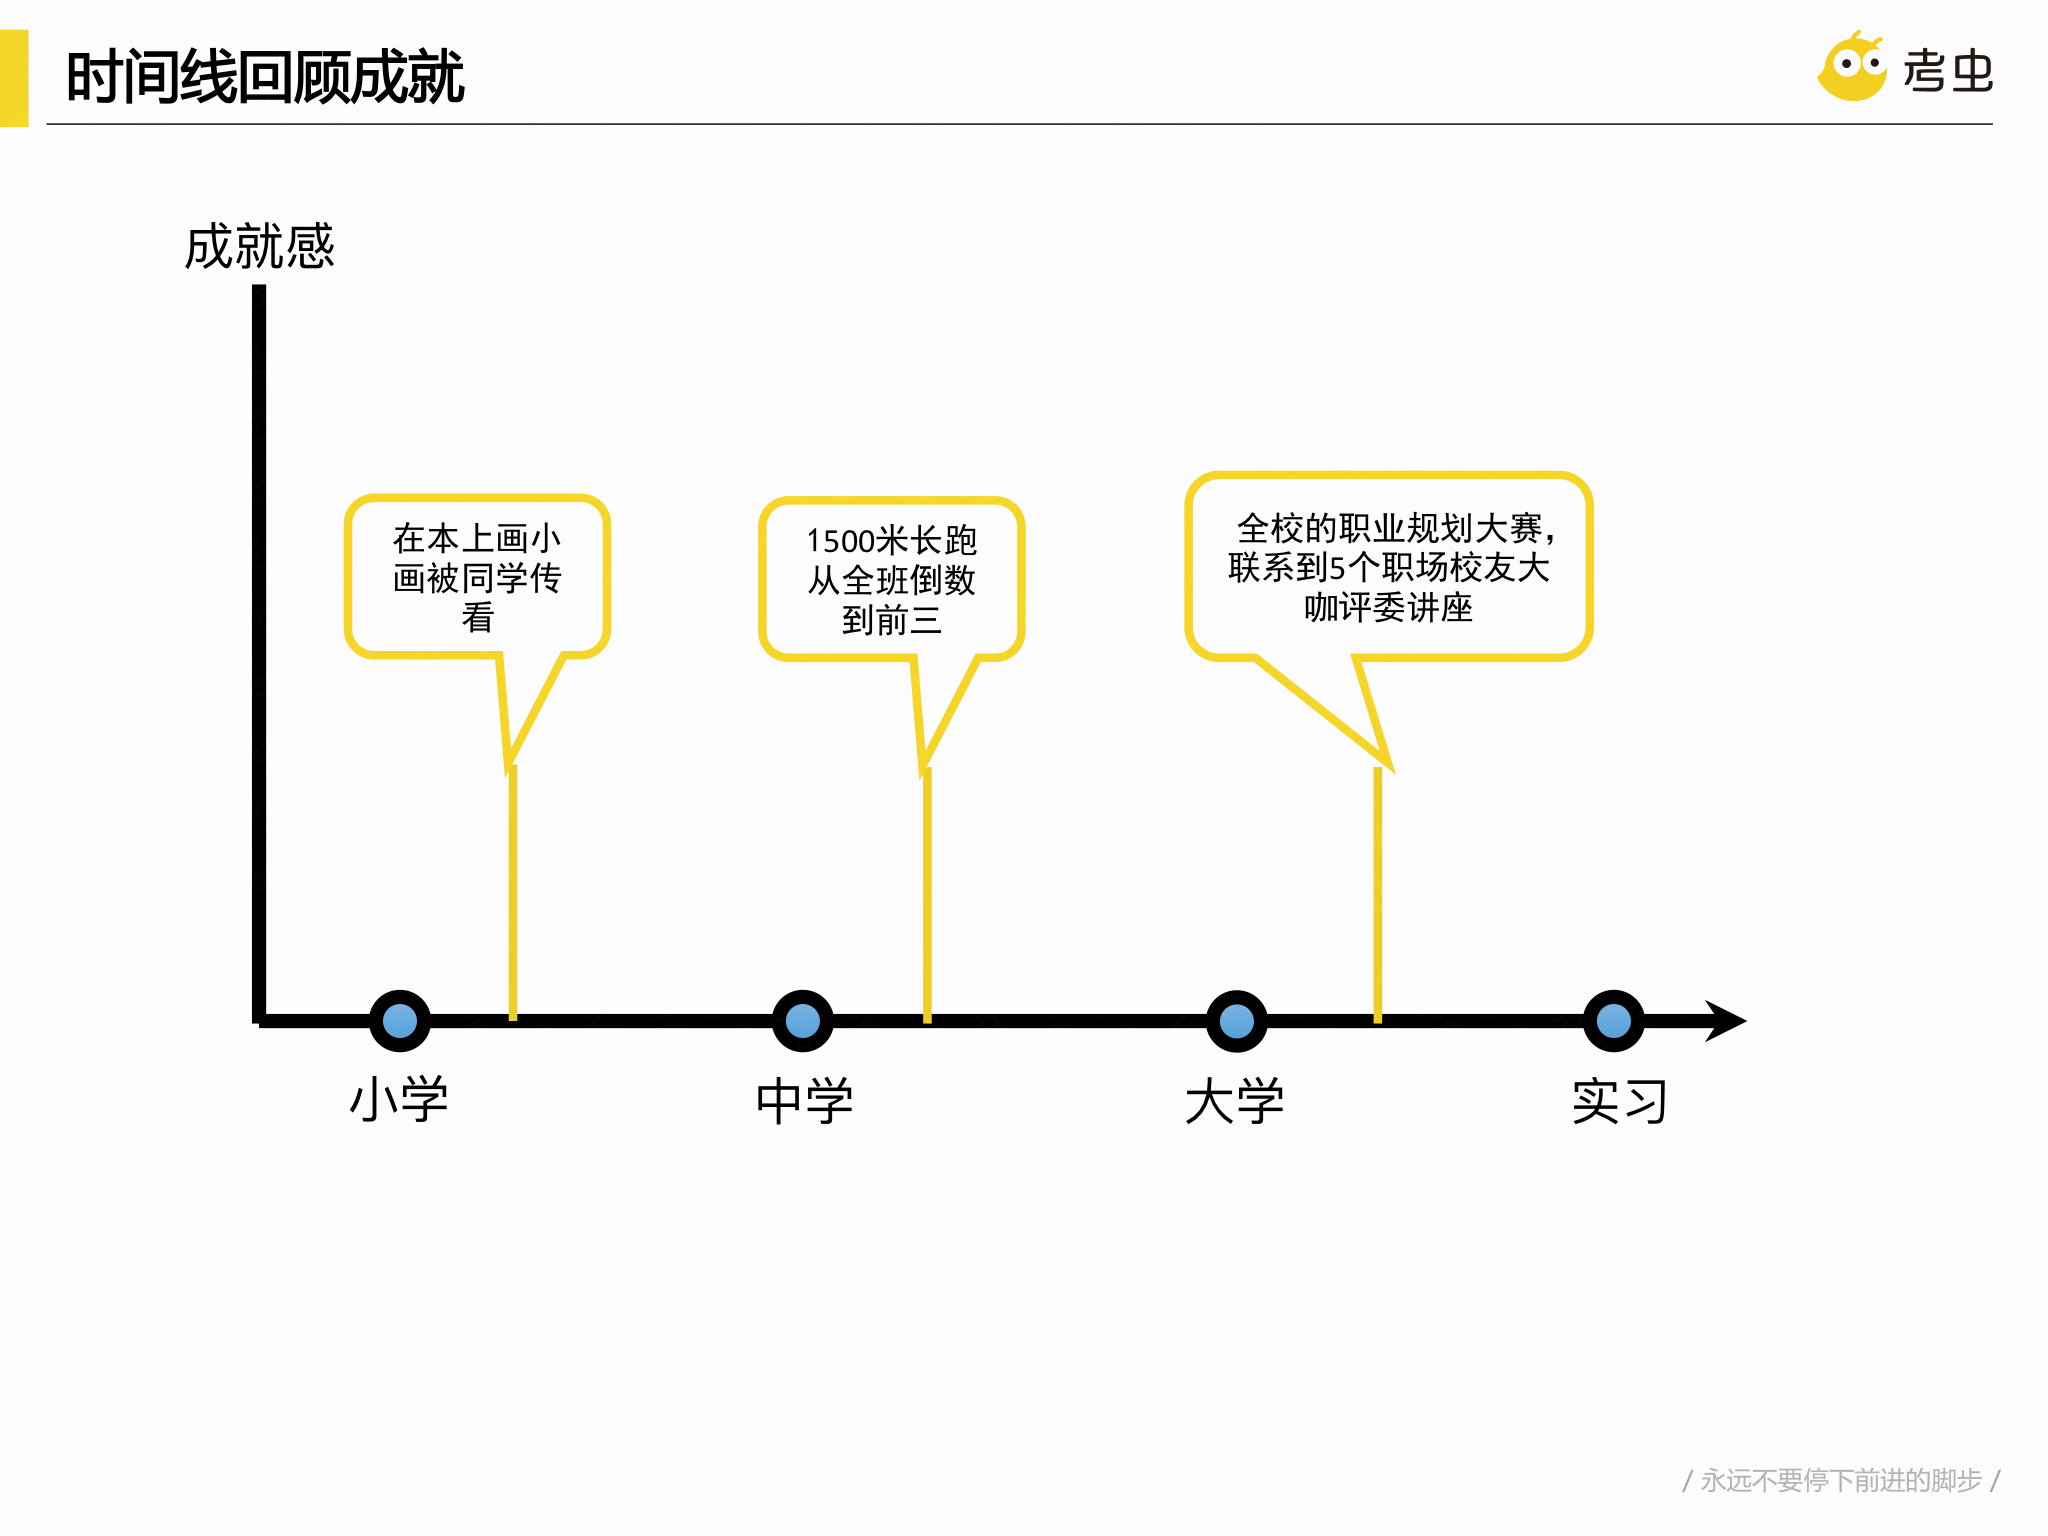 时间线回顾成就
考虫
成就感
在本上画小
画被同学传
看
1500米长跑
从全班倒数
到前三
全校的职业规划大赛，
联系到5个职场校友大
咖评委讲座
小学
中学
大学
实习
/ 永远不要停下前进的脚步 /